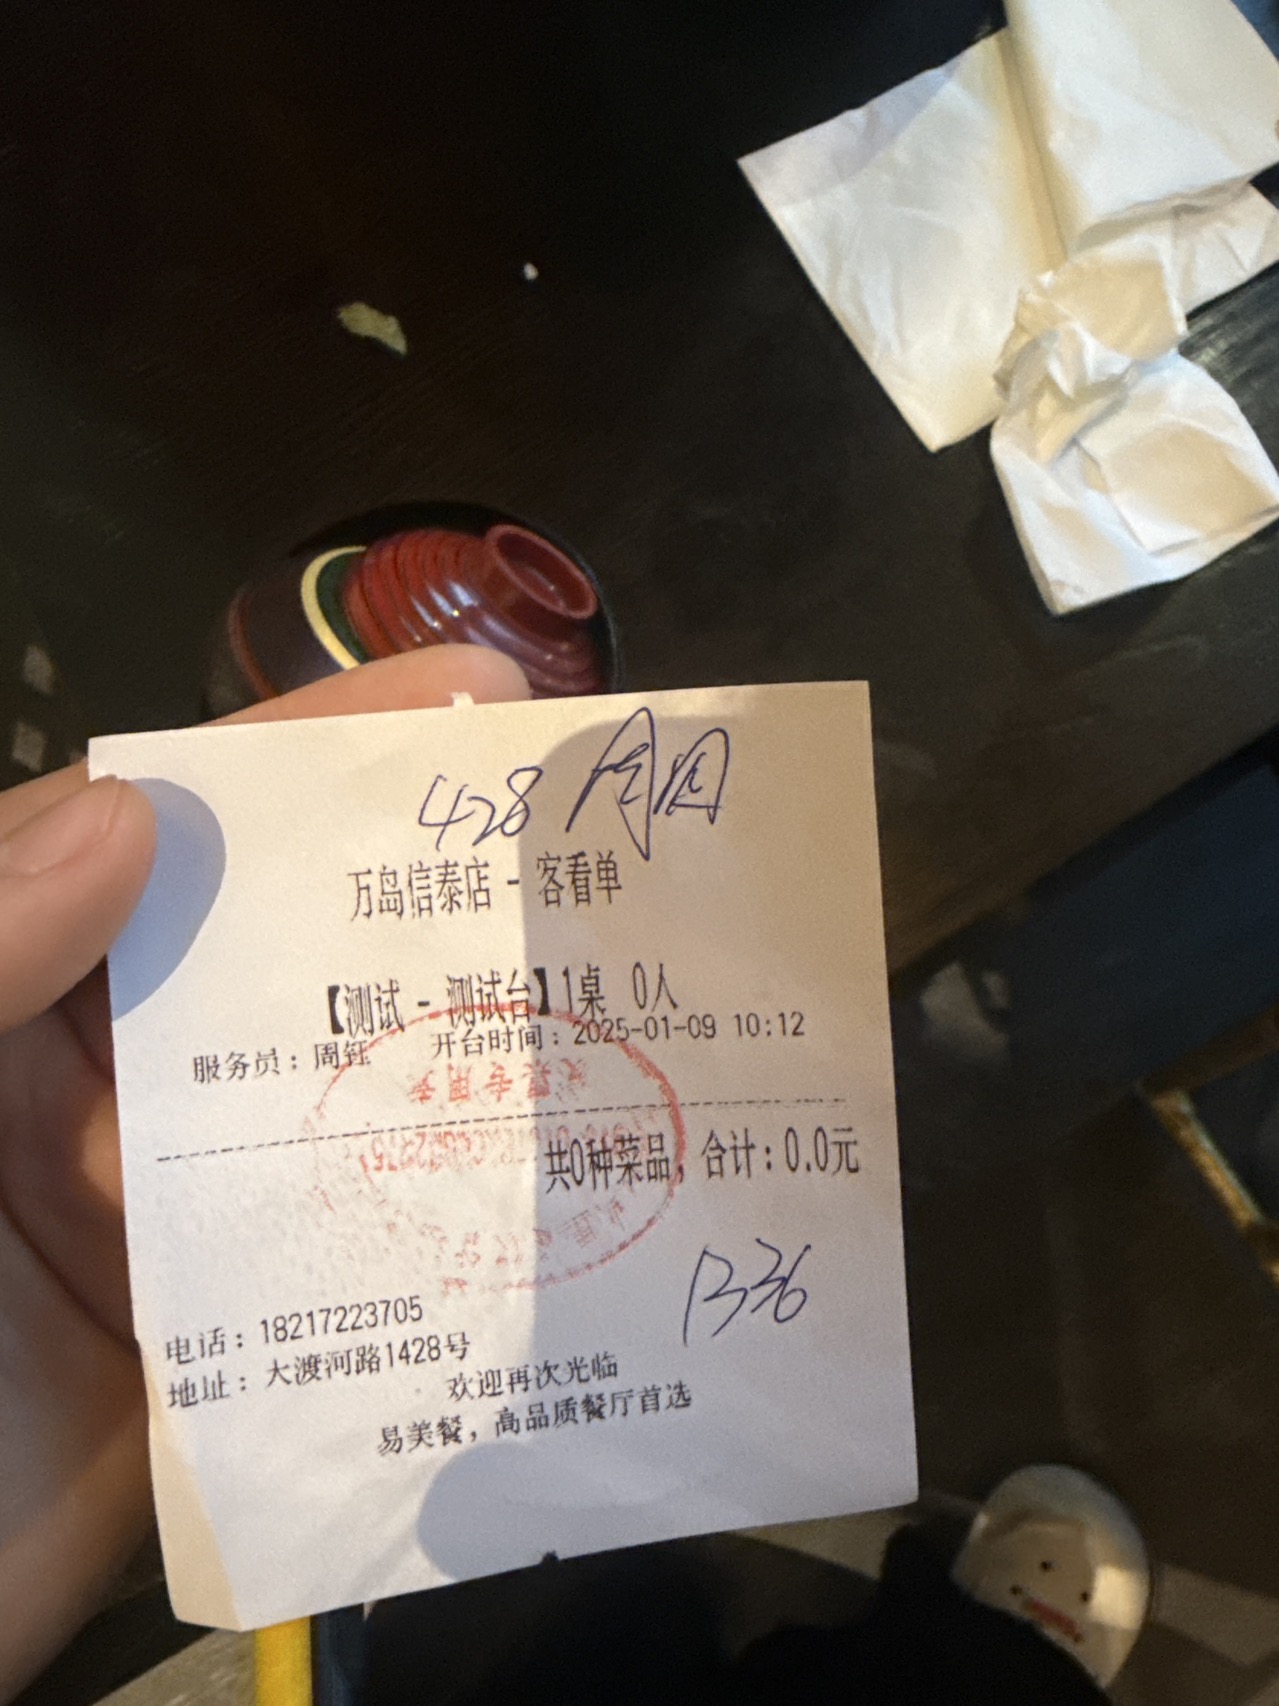 428
万岛信泰店 - 客看单
【测试 - 测试台】1桌 0人
服务员：周钰 开台时间：2025-01-09 10:12
共0种菜品，合计：0.0元
1336
电话：18217223705
地址：大渡河路1428号
欢迎再次光临
易美餐，高品质餐厅首选